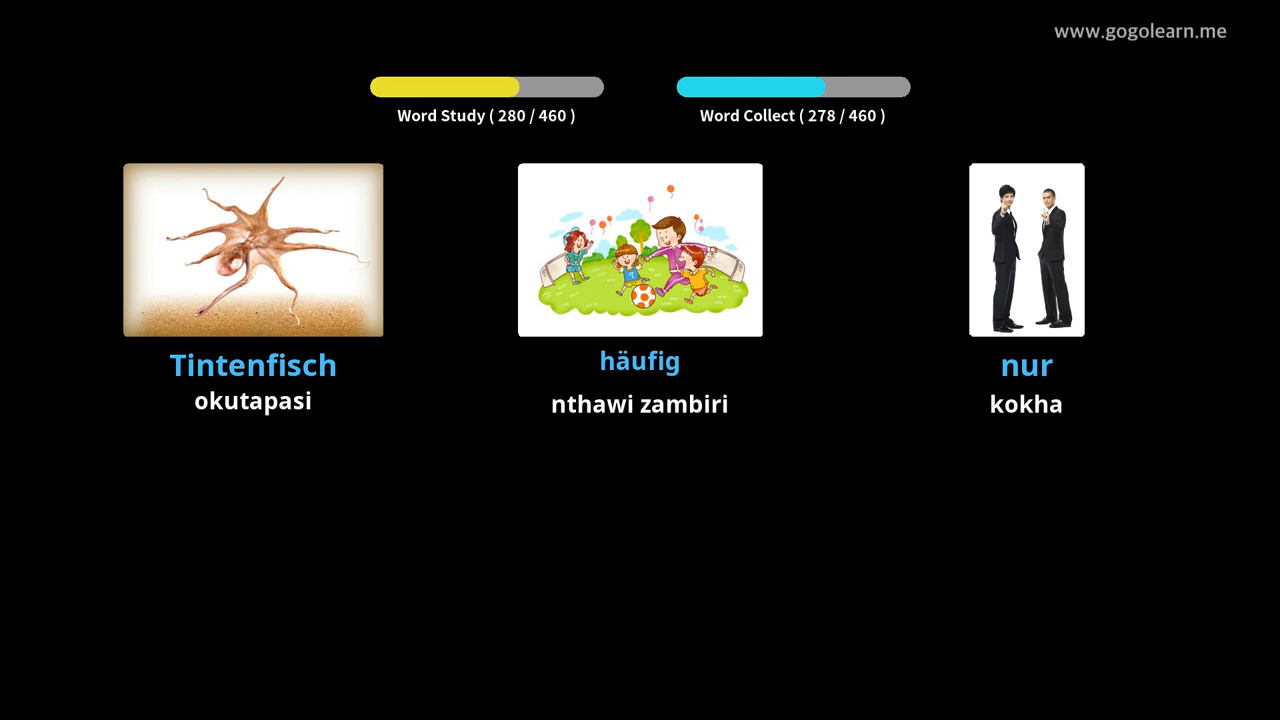 www.gogolearn.me
Word Study ( 280 / 460 )
Word Collect ( 278 / 460 )
Tintenfisch
okutapasi
häufig
nthawi zambiri
nur
kokha